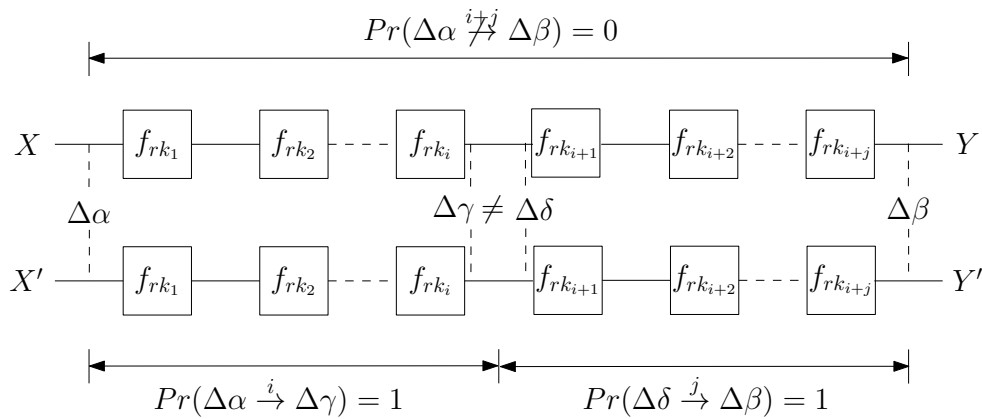 Pr(Δα ↛^{i+j} Δβ) = 0
X f_{rk_1} f_{rk_2} f_{rk_i} f_{rk_{i+1}} f_{rk_{i+2}} f_{rk_{i+j}} Y
Δα Δγ ≠ Δδ Δβ
X′ f_{rk_1} f_{rk_2} f_{rk_i} f_{rk_{i+1}} f_{rk_{i+2}} f_{rk_{i+j}} Y′
Pr(Δα →^{i} Δγ) = 1 Pr(Δδ →^{j} Δβ) = 1